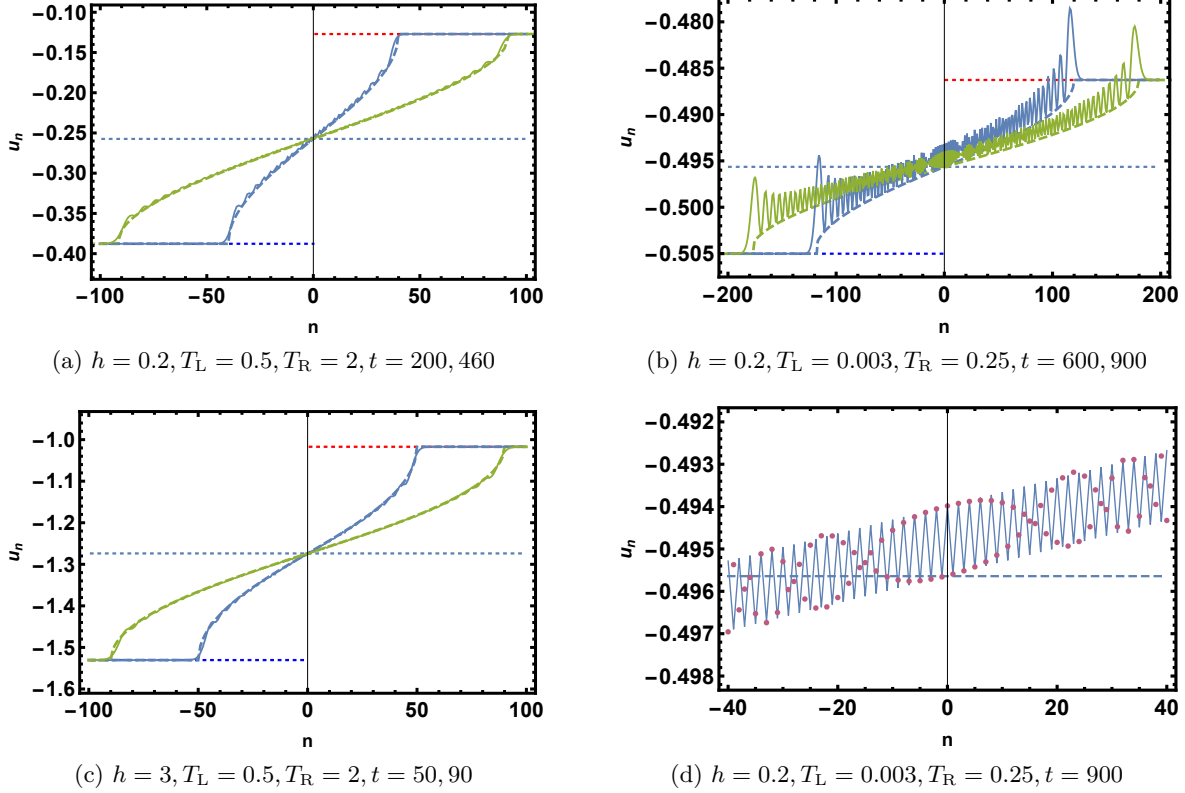 −0.10
−0.15
−0.20
−0.25
−0.30
−0.35
−0.40
u_n
−100 −50 0 50 100
n
(a) h = 0.2, T_L = 0.5, T_R = 2, t = 200, 460
−0.480
−0.485
−0.490
−0.495
−0.500
−0.505
u_n
−200 −100 0 100 200
n
(b) h = 0.2, T_L = 0.003, T_R = 0.25, t = 600, 900
−1.0
−1.1
−1.2
−1.3
−1.4
−1.5
−1.6
u_n
−100 −50 0 50 100
n
(c) h = 3, T_L = 0.5, T_R = 2, t = 50, 90
−0.492
−0.493
−0.494
−0.495
−0.496
−0.497
−0.498
u_n
−40 −20 0 20 40
n
(d) h = 0.2, T_L = 0.003, T_R = 0.25, t = 900